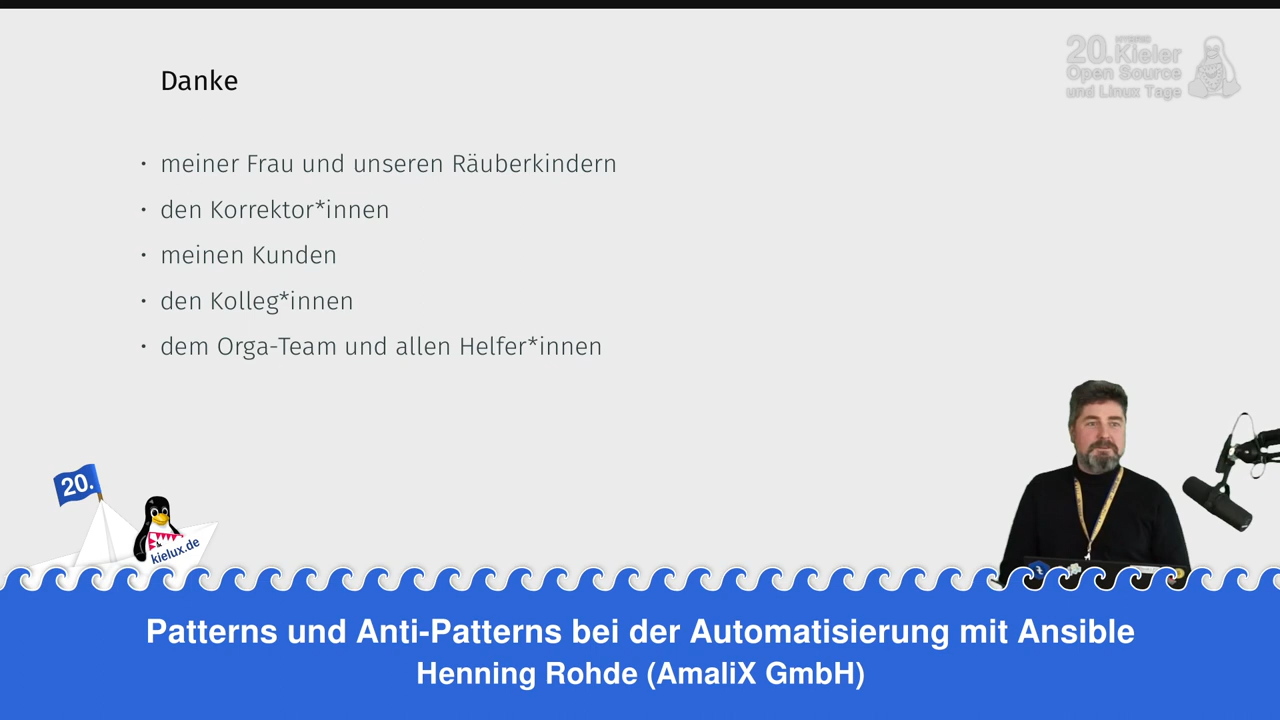 20. HYBRID Kieler
Open Source
und Linux Tage
Danke
• meiner Frau und unseren Räuberkindern
• den Korrektor*innen
• meinen Kunden
• den Kolleg*innen
• dem Orga-Team und allen Helfer*innen
20.
kielux.de
Patterns und Anti-Patterns bei der Automatisierung mit Ansible
Henning Rohde (AmaliX GmbH)